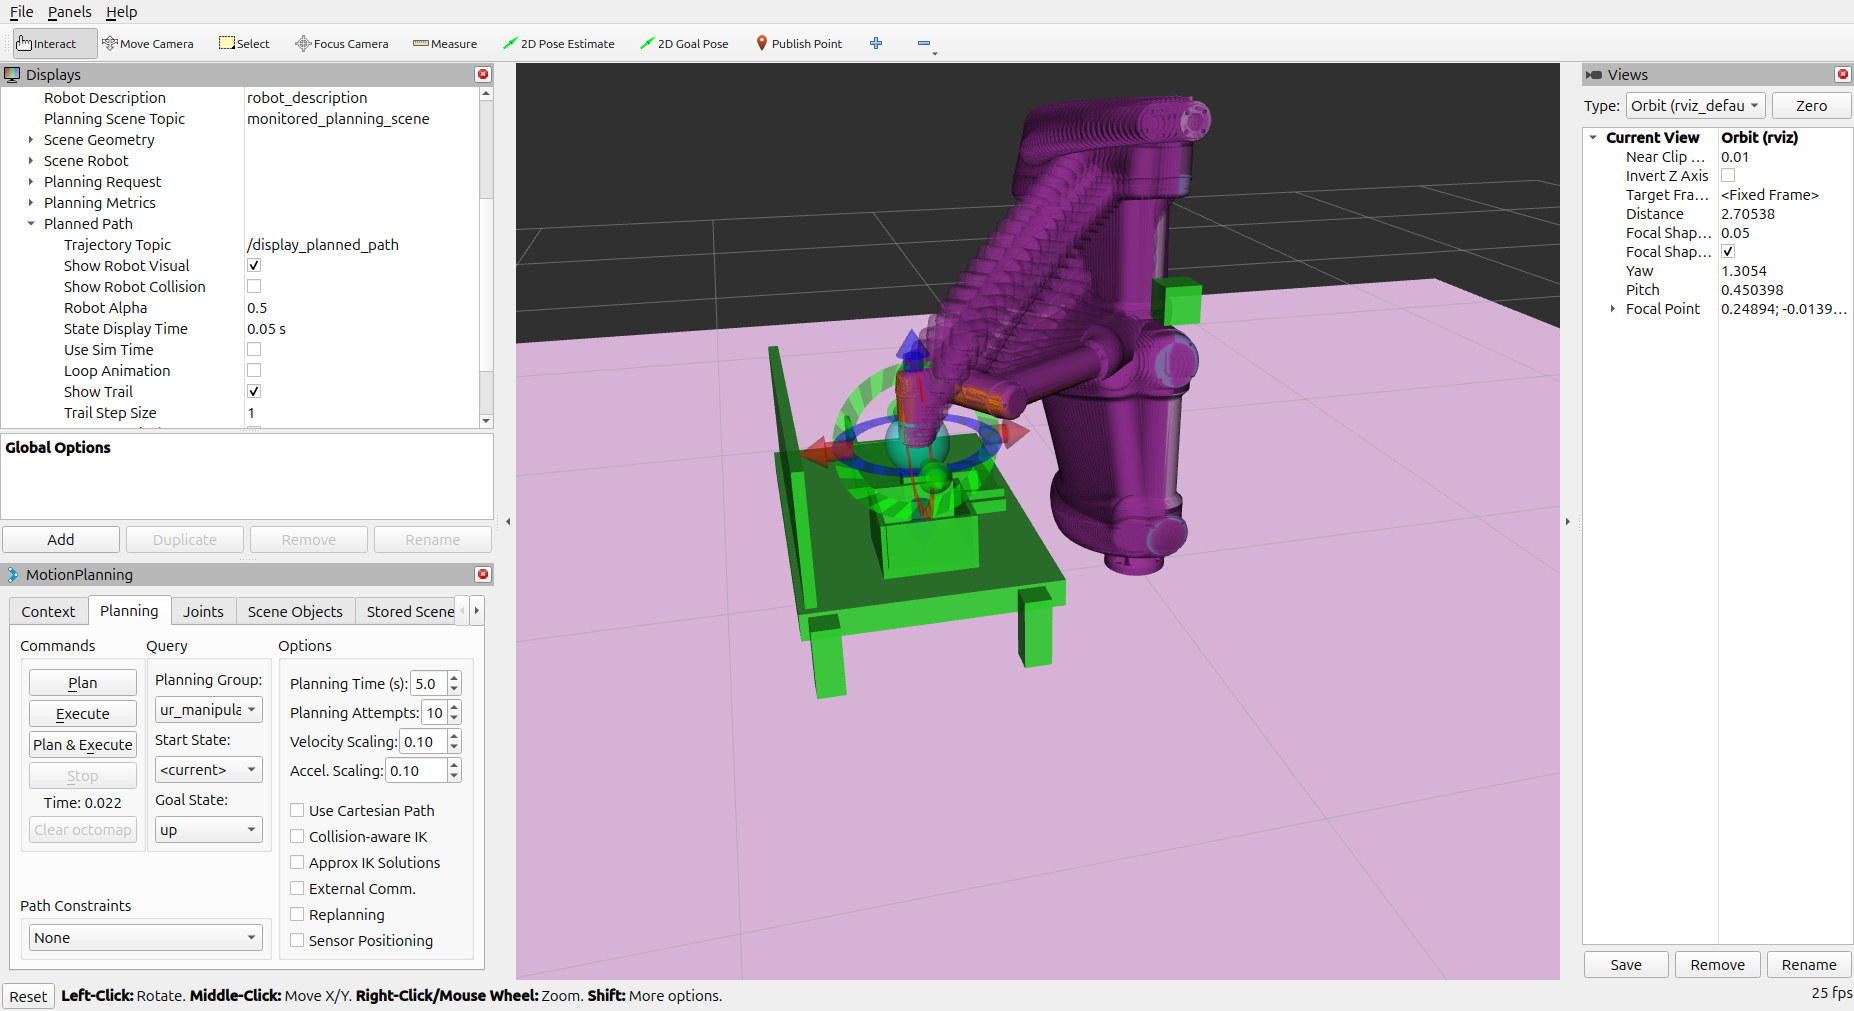 File Panels Help
Interact Move Camera Select Focus Camera Measure 2D Pose Estimate 2D Goal Pose Publish Point
Displays
Robot Description robot_description
Planning Scene Topic monitored_planning_scene
Scene Geometry
Scene Robot
Planning Request
Planning Metrics
Planned Path
Trajectory Topic /display_planned_path
Show Robot Visual
Show Robot Collision
Robot Alpha 0.5
State Display Time 0.05 s
Use Sim Time
Loop Animation
Show Trail
Trail Step Size 1
Global Options
Add Duplicate Remove Rename
MotionPlanning
Context Planning Joints Scene Objects Stored Scene
Commands Query Options
Plan
Execute
Plan & Execute
Stop
Time: 0.022
Clear octomap
Planning Group:
ur_manipula
Start State:
<current>
Goal State:
up
Planning Time (s): 5.0
Planning Attempts: 10
Velocity Scaling: 0.10
Accel. Scaling: 0.10
Use Cartesian Path
Collision-aware IK
Approx IK Solutions
External Comm.
Replanning
Sensor Positioning
Path Constraints
None
Reset Left-Click: Rotate. Middle-Click: Move X/Y. Right-Click/Mouse Wheel: Zoom. Shift: More options.
Views
Type: Orbit (rviz_defau Zero
Current View Orbit (rviz)
Near Clip ... 0.01
Invert Z Axis
Target Fra... <Fixed Frame>
Distance 2.70538
Focal Shap... 0.05
Focal Shap...
Yaw 1.3054
Pitch 0.450398
Focal Point 0.24894; -0.0139...
Save Remove Rename
25 fps